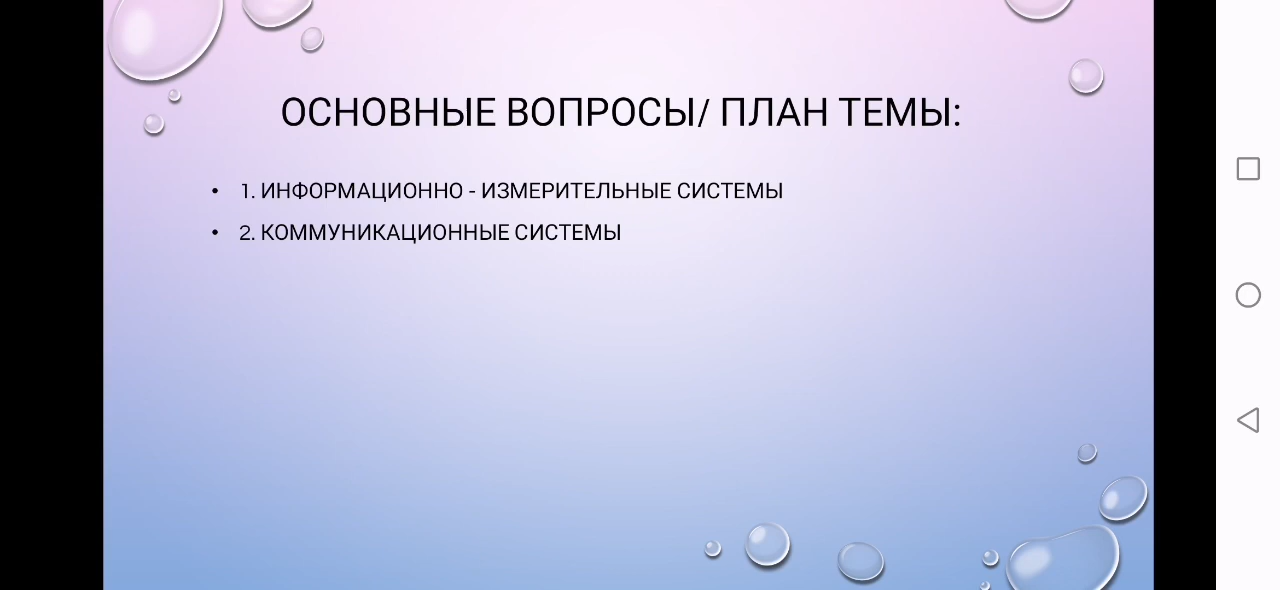 ОСНОВНЫЕ ВОПРОСЫ/ ПЛАН ТЕМЫ:
• 1. ИНФОРМАЦИОННО - ИЗМЕРИТЕЛЬНЫЕ СИСТЕМЫ
• 2. КОММУНИКАЦИОННЫЕ СИСТЕМЫ